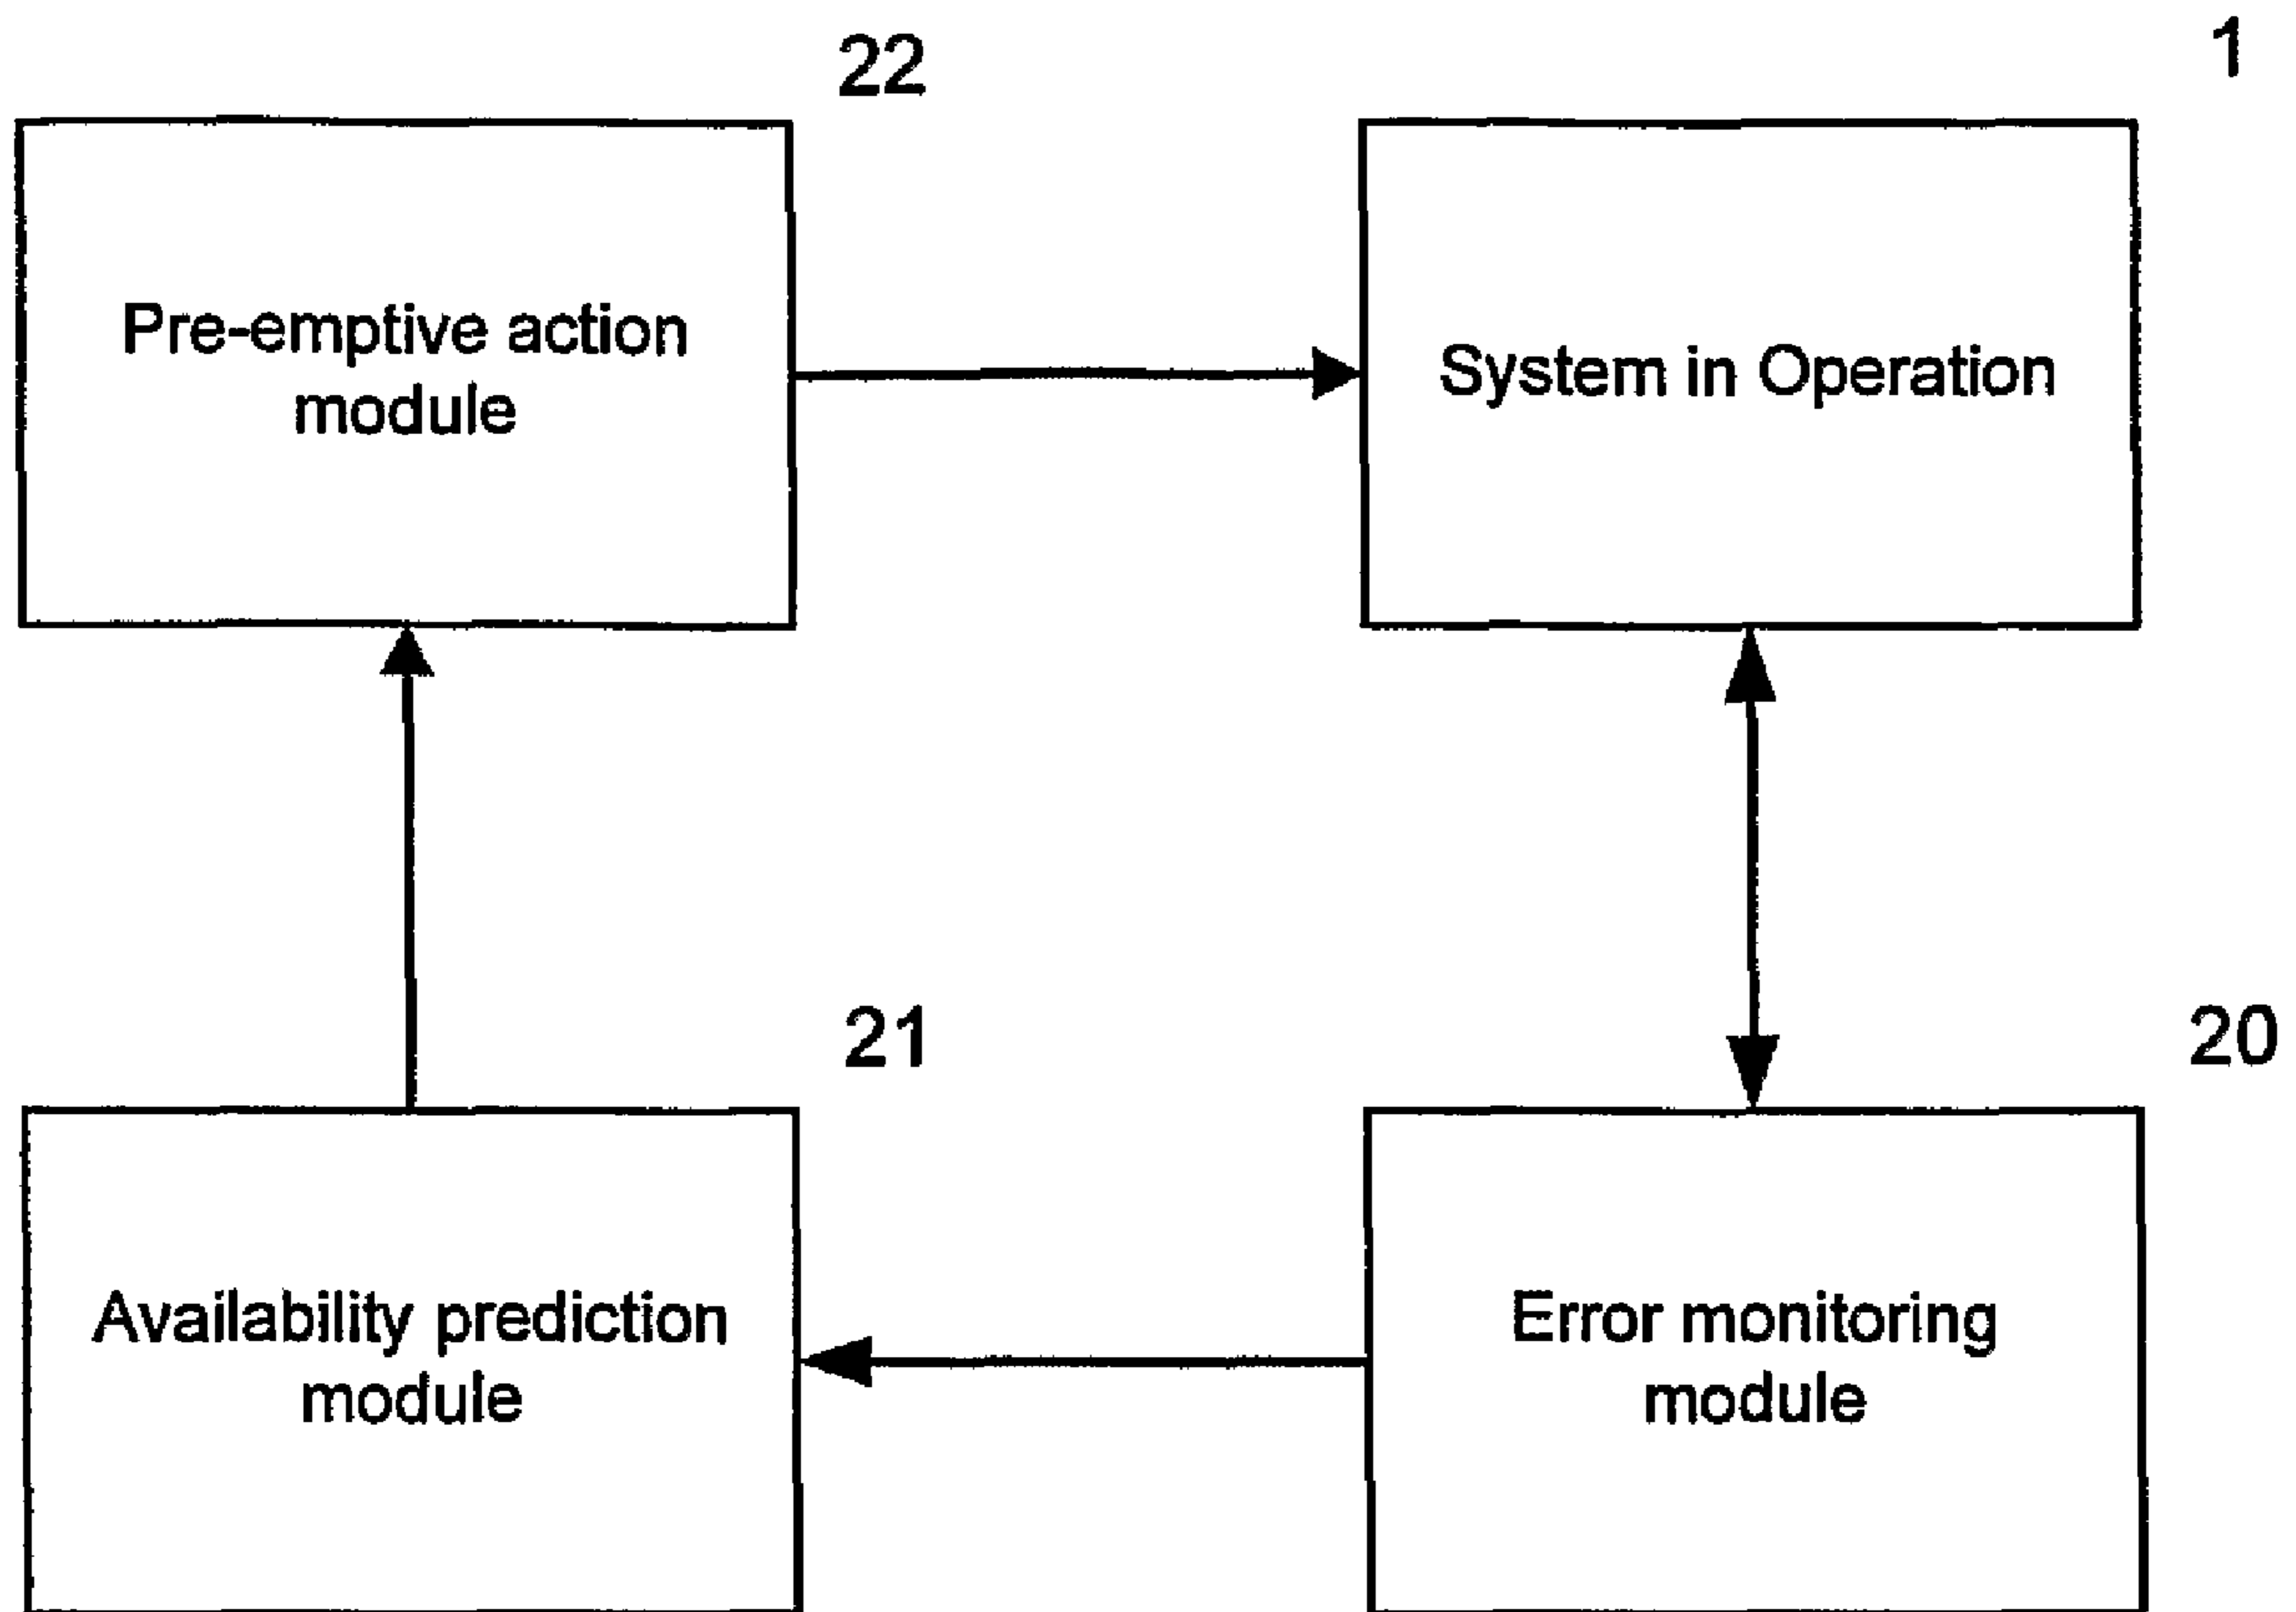 22
1
Pre-emptive action
module
System in Operation
21
20
Availability prediction
module
Error monitoring
module